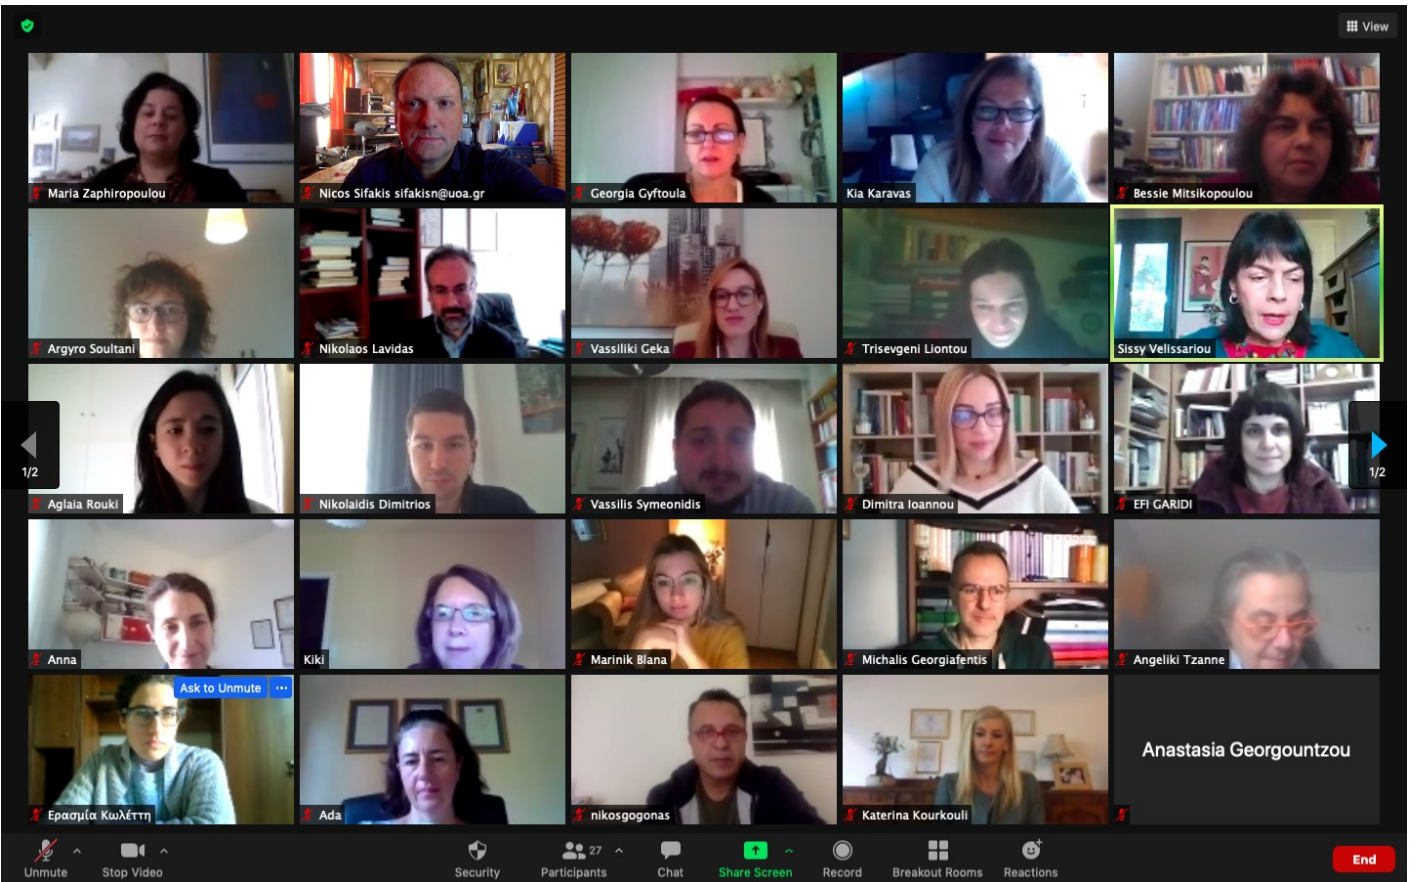 View
Maria Zaphiropoulou
Nicos Sifakis sifakisn@uoa.gr
Georgia Gyftoula
Kia Karavas
Bessie Mitsikopoulou
Argyro Soultani
Nikolaos Lavidas
Vassiliki Geka
Trisevgeni Liontou
Sissy Velissariou
1/2
1/2
Aglaia Rouki
Nikolaidis Dimitrios
Vassilis Symeonidis
Dimitra Ioannou
EFI GARIDI
Anna
Kiki
Marinik Blana
Michalis Georgiafentis
Angeliki Tzanne
Ask to Unmute
Ερασμία Κωλέττη
Ada
nikosgogonas
Katerina Kourkouli
Anastasia Georgountzou
Unmute
Stop Video
Security
27
Participants
Chat
Share Screen
Record
Breakout Rooms
Reactions
End